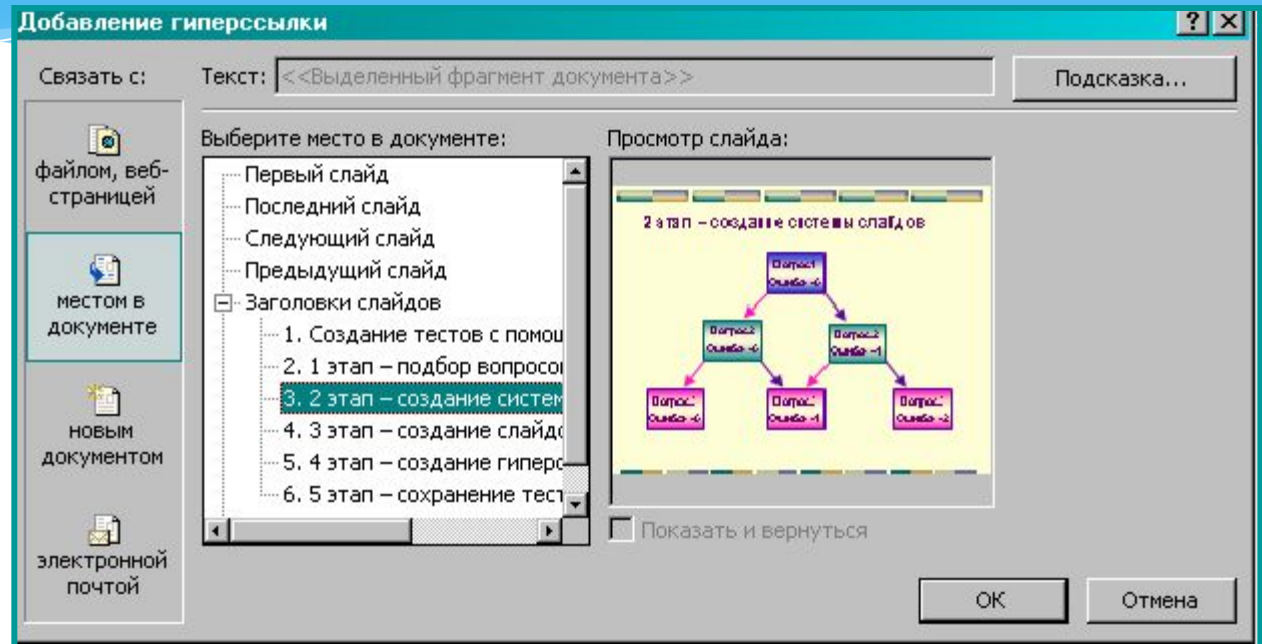 Добавление гиперссылки
Связать с:
Текст: <<Выделенный фрагмент документа>>
Подсказка...
файлом, веб-
страницей
местом в
документе
новым
документом
электронной
почтой
Выберите место в документе:
Первый слайд
Последний слайд
Следующий слайд
Предыдущий слайд
Заголовки слайдов
1. Создание тестов с помощ
2. 1 этап – подбор вопросо
3. 2 этап – создание систем
4. 3 этап – создание слайдо
5. 4 этап – создание гиперс
6. 5 этап – сохранение тест
Просмотр слайда:
2 этап – создание системы слайдов
Показать и вернуться
ОК
Отмена